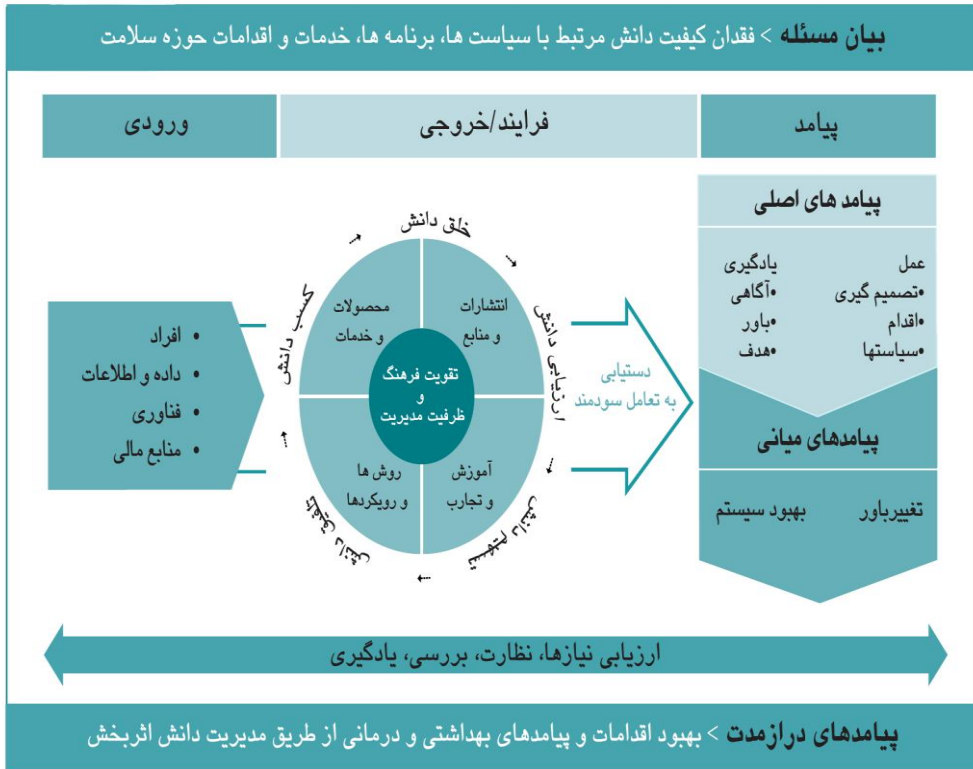 بیان مسئله > فقدان کیفیت دانش مرتبط با سیاست ها، برنامه ها، خدمات و اقدامات حوزه سلامت
ورودی
فرایند/خروجی
پیامد
• افراد
• داده و اطلاعات
• فناوری
• منابع مالی
کسب دانش
خلق دانش
ارزیابی دانش
تسهیم دانش
تلفیق دانش
محصولات
و خدمات
انتشارات
و منابع
روش ها
و رویکردها
آموزش
و تجارب
تقویت فرهنگ
و
ظرفیت مدیریت
دستیابی
به تعامل سودمند
پیامد های اصلی
یادگیری
•آگاهی
•باور
•هدف
عمل
•تصمیم گیری
•اقدام
•سیاستها
پیامدهای میانی
تغییرباور
بهبود سیستم
ارزیابی نیازها، نظارت، بررسی، یادگیری
پیامدهای درازمدت > بهبود اقدامات و پیامدهای بهداشتی و درمانی از طریق مدیریت دانش اثربخش